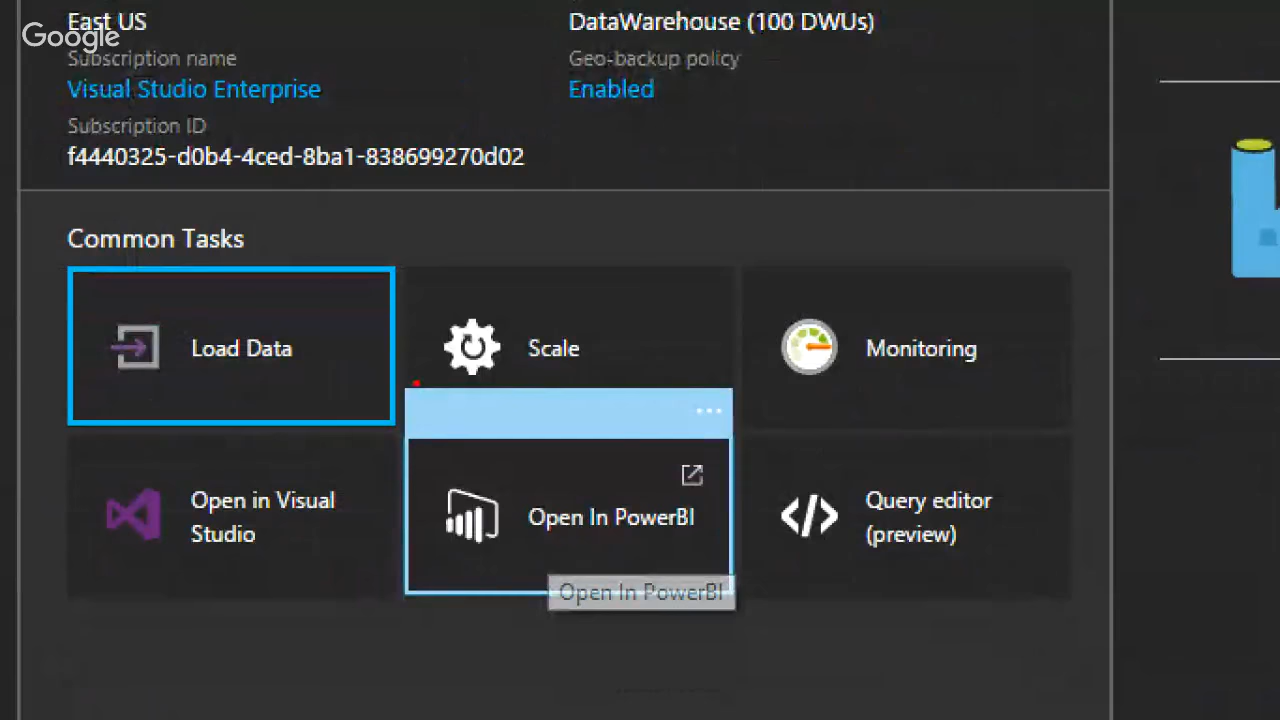 East US
DataWarehouse (100 DWUs)
Google
Subscription name
Geo-backup policy
Visual Studio Enterprise
Enabled
Subscription ID
f4440325-d0b4-4ced-8ba1-838699270d02
Common Tasks
Load Data
Scale
Monitoring
Open in Visual
Studio
Open In PowerBI
Query editor
(preview)
Open In PowerBI